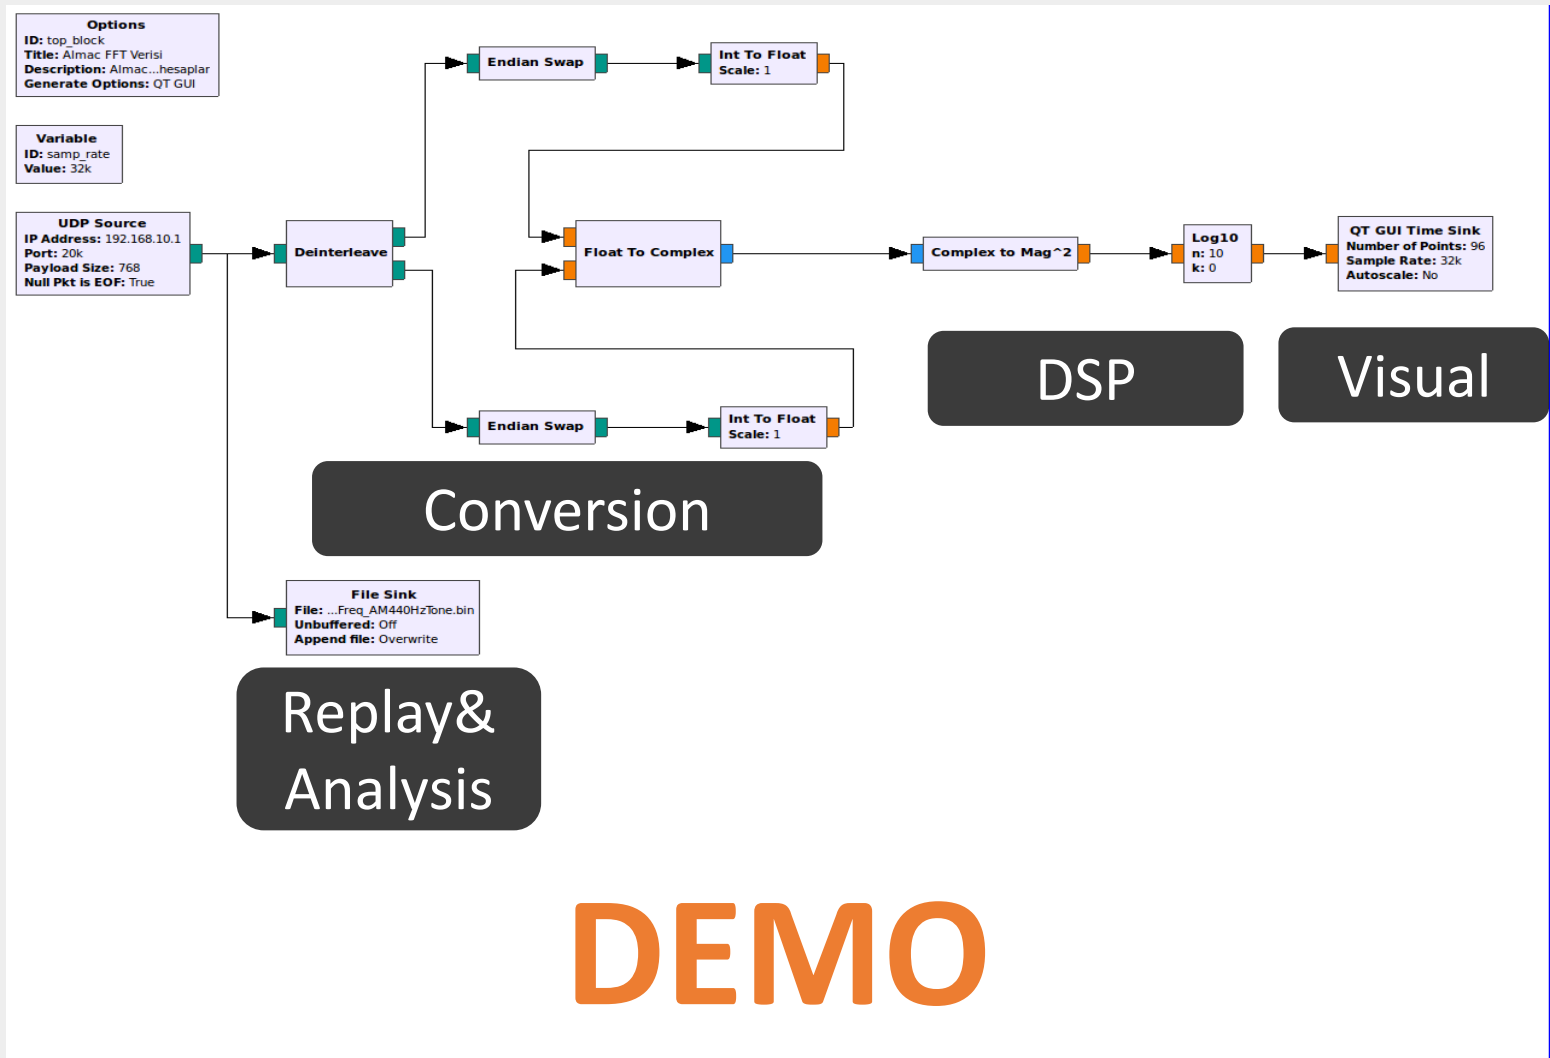 Options
ID: top_block
Title: Almac FFT Verisi
Description: Almac...hesaplar
Generate Options: QT GUI
Variable
ID: samp_rate
Value: 32k
UDP Source
IP Address: 192.168.10.1
Port: 20k
Payload Size: 768
Null Pkt is EOF: True
Deinterleave
Endian Swap
Int To Float
Scale: 1
Float To Complex
Complex to Mag^2
Log10
n: 10
k: 0
QT GUI Time Sink
Number of Points: 96
Sample Rate: 32k
Autoscale: No
DSP
Visual
Endian Swap
Int To Float
Scale: 1
Conversion
File Sink
File: ...Freq_AM440HzTone.bin
Unbuffered: Off
Append file: Overwrite
Replay&
Analysis
DEMO